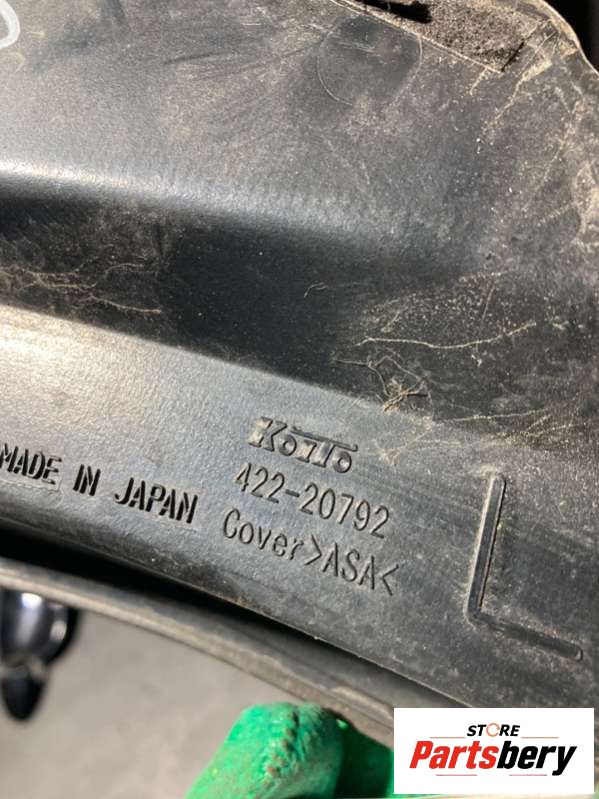 Koito
422-20792
MADE IN JAPAN
Cover>ASA<
L
STORE
Partsbery